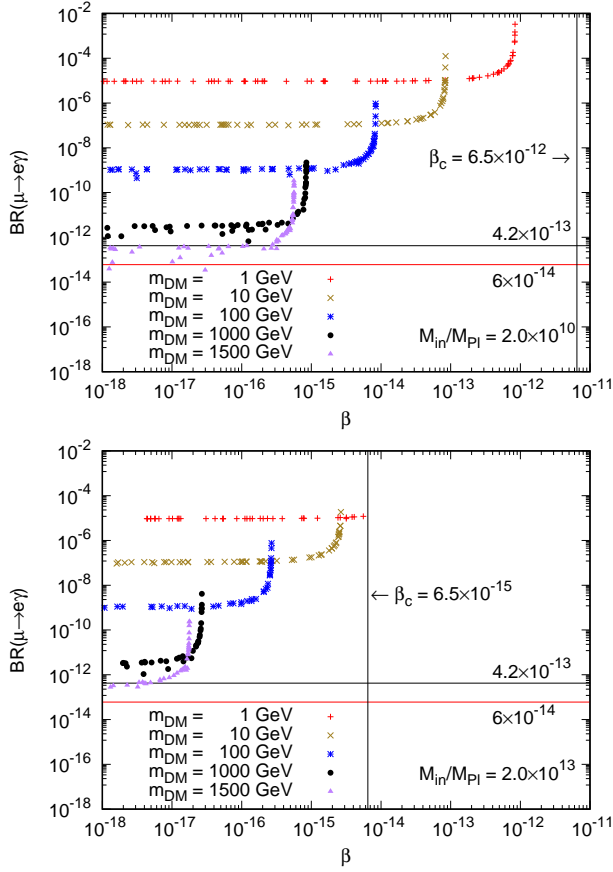 BR(μ→eγ)
10^-2
10^-4
10^-6
10^-8
10^-10
10^-12
10^-14
10^-16
10^-18
β_c = 6.5×10^-12 →
4.2×10^-13
6×10^-14
m_DM = 1 GeV
m_DM = 10 GeV
m_DM = 100 GeV
m_DM = 1000 GeV
m_DM = 1500 GeV
M_in/M_Pl = 2.0×10^10
10^-18 10^-17 10^-16 10^-15 10^-14 10^-13 10^-12 10^-11
β
BR(μ→eγ)
10^-2
10^-4
10^-6
10^-8
10^-10
10^-12
10^-14
10^-16
10^-18
← β_c = 6.5×10^-15
4.2×10^-13
6×10^-14
m_DM = 1 GeV
m_DM = 10 GeV
m_DM = 100 GeV
m_DM = 1000 GeV
m_DM = 1500 GeV
M_in/M_Pl = 2.0×10^13
10^-18 10^-17 10^-16 10^-15 10^-14 10^-13 10^-12 10^-11
β